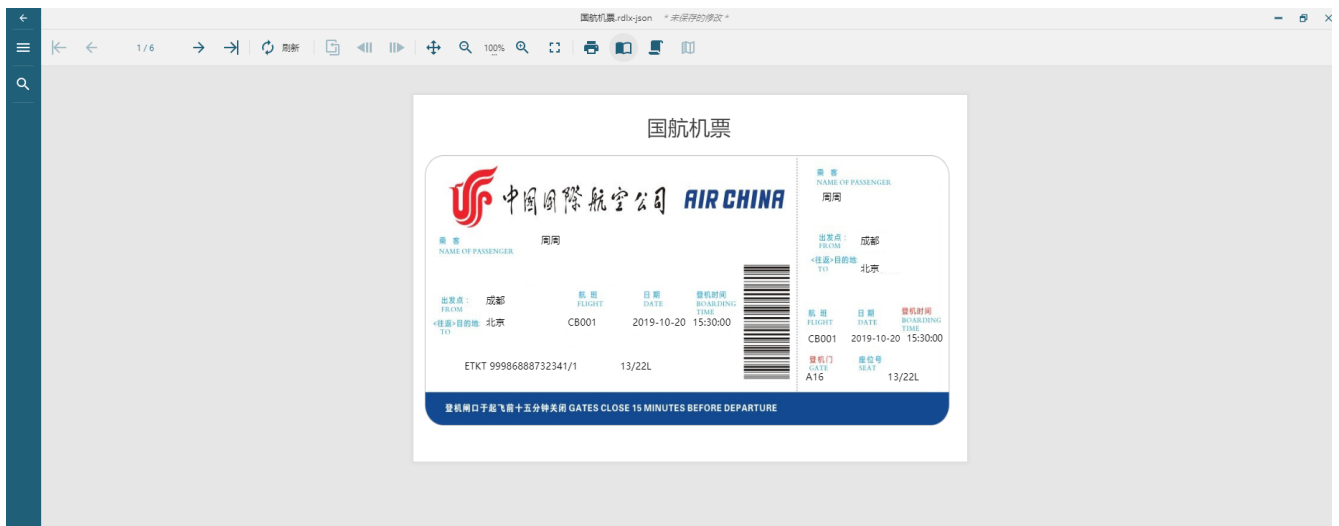 国航机票.rdlx-json *未保存的修改*
1/6 刷新 100%
国航机票
中國國際航空公司 AIR CHINA
乘 客
NAME OF PASSENGER
周周
出发点：
FROM
成都
<往返>目的地:
TO
北京
航 班
FLIGHT
CB001
日 期
DATE
2019-10-20
登机时间
BOARDING
TIME
15:30:00
ETKT 99986888732341/1 13/22L
登机闸口于起飞前十五分钟关闭 GATES CLOSE 15 MINUTES BEFORE DEPARTURE
乘 客
NAME OF PASSENGER
周周
出发点：
FROM
成都
<往返>目的地:
TO
北京
航 班
FLIGHT
CB001
日 期
DATE
2019-10-20
登机时间
BOARDING
TIME
15:30:00
登机门
GATE
A16
座位号
SEAT
13/22L